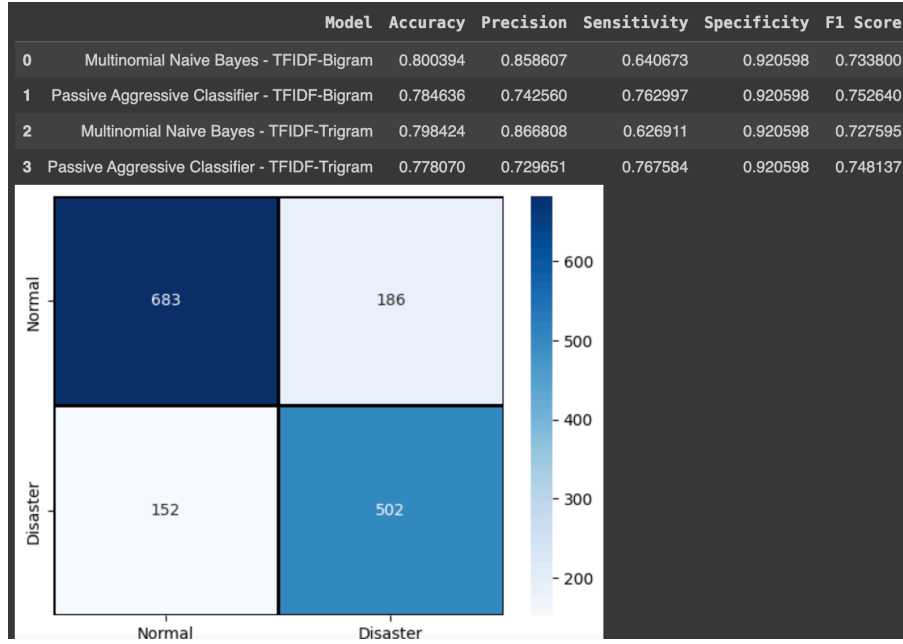 Model Accuracy Precision Sensitivity Specificity F1 Score
0 Multinomial Naive Bayes - TFIDF-Bigram 0.800394 0.858607 0.640673 0.920598 0.733800
1 Passive Aggressive Classifier - TFIDF-Bigram 0.784636 0.742560 0.762997 0.920598 0.752640
2 Multinomial Naive Bayes - TFIDF-Trigram 0.798424 0.866808 0.626911 0.920598 0.727595
3 Passive Aggressive Classifier - TFIDF-Trigram 0.778070 0.729651 0.767584 0.920598 0.748137
600
Normal 683 186
500
400
300
Disaster 152 502
200
Normal Disaster